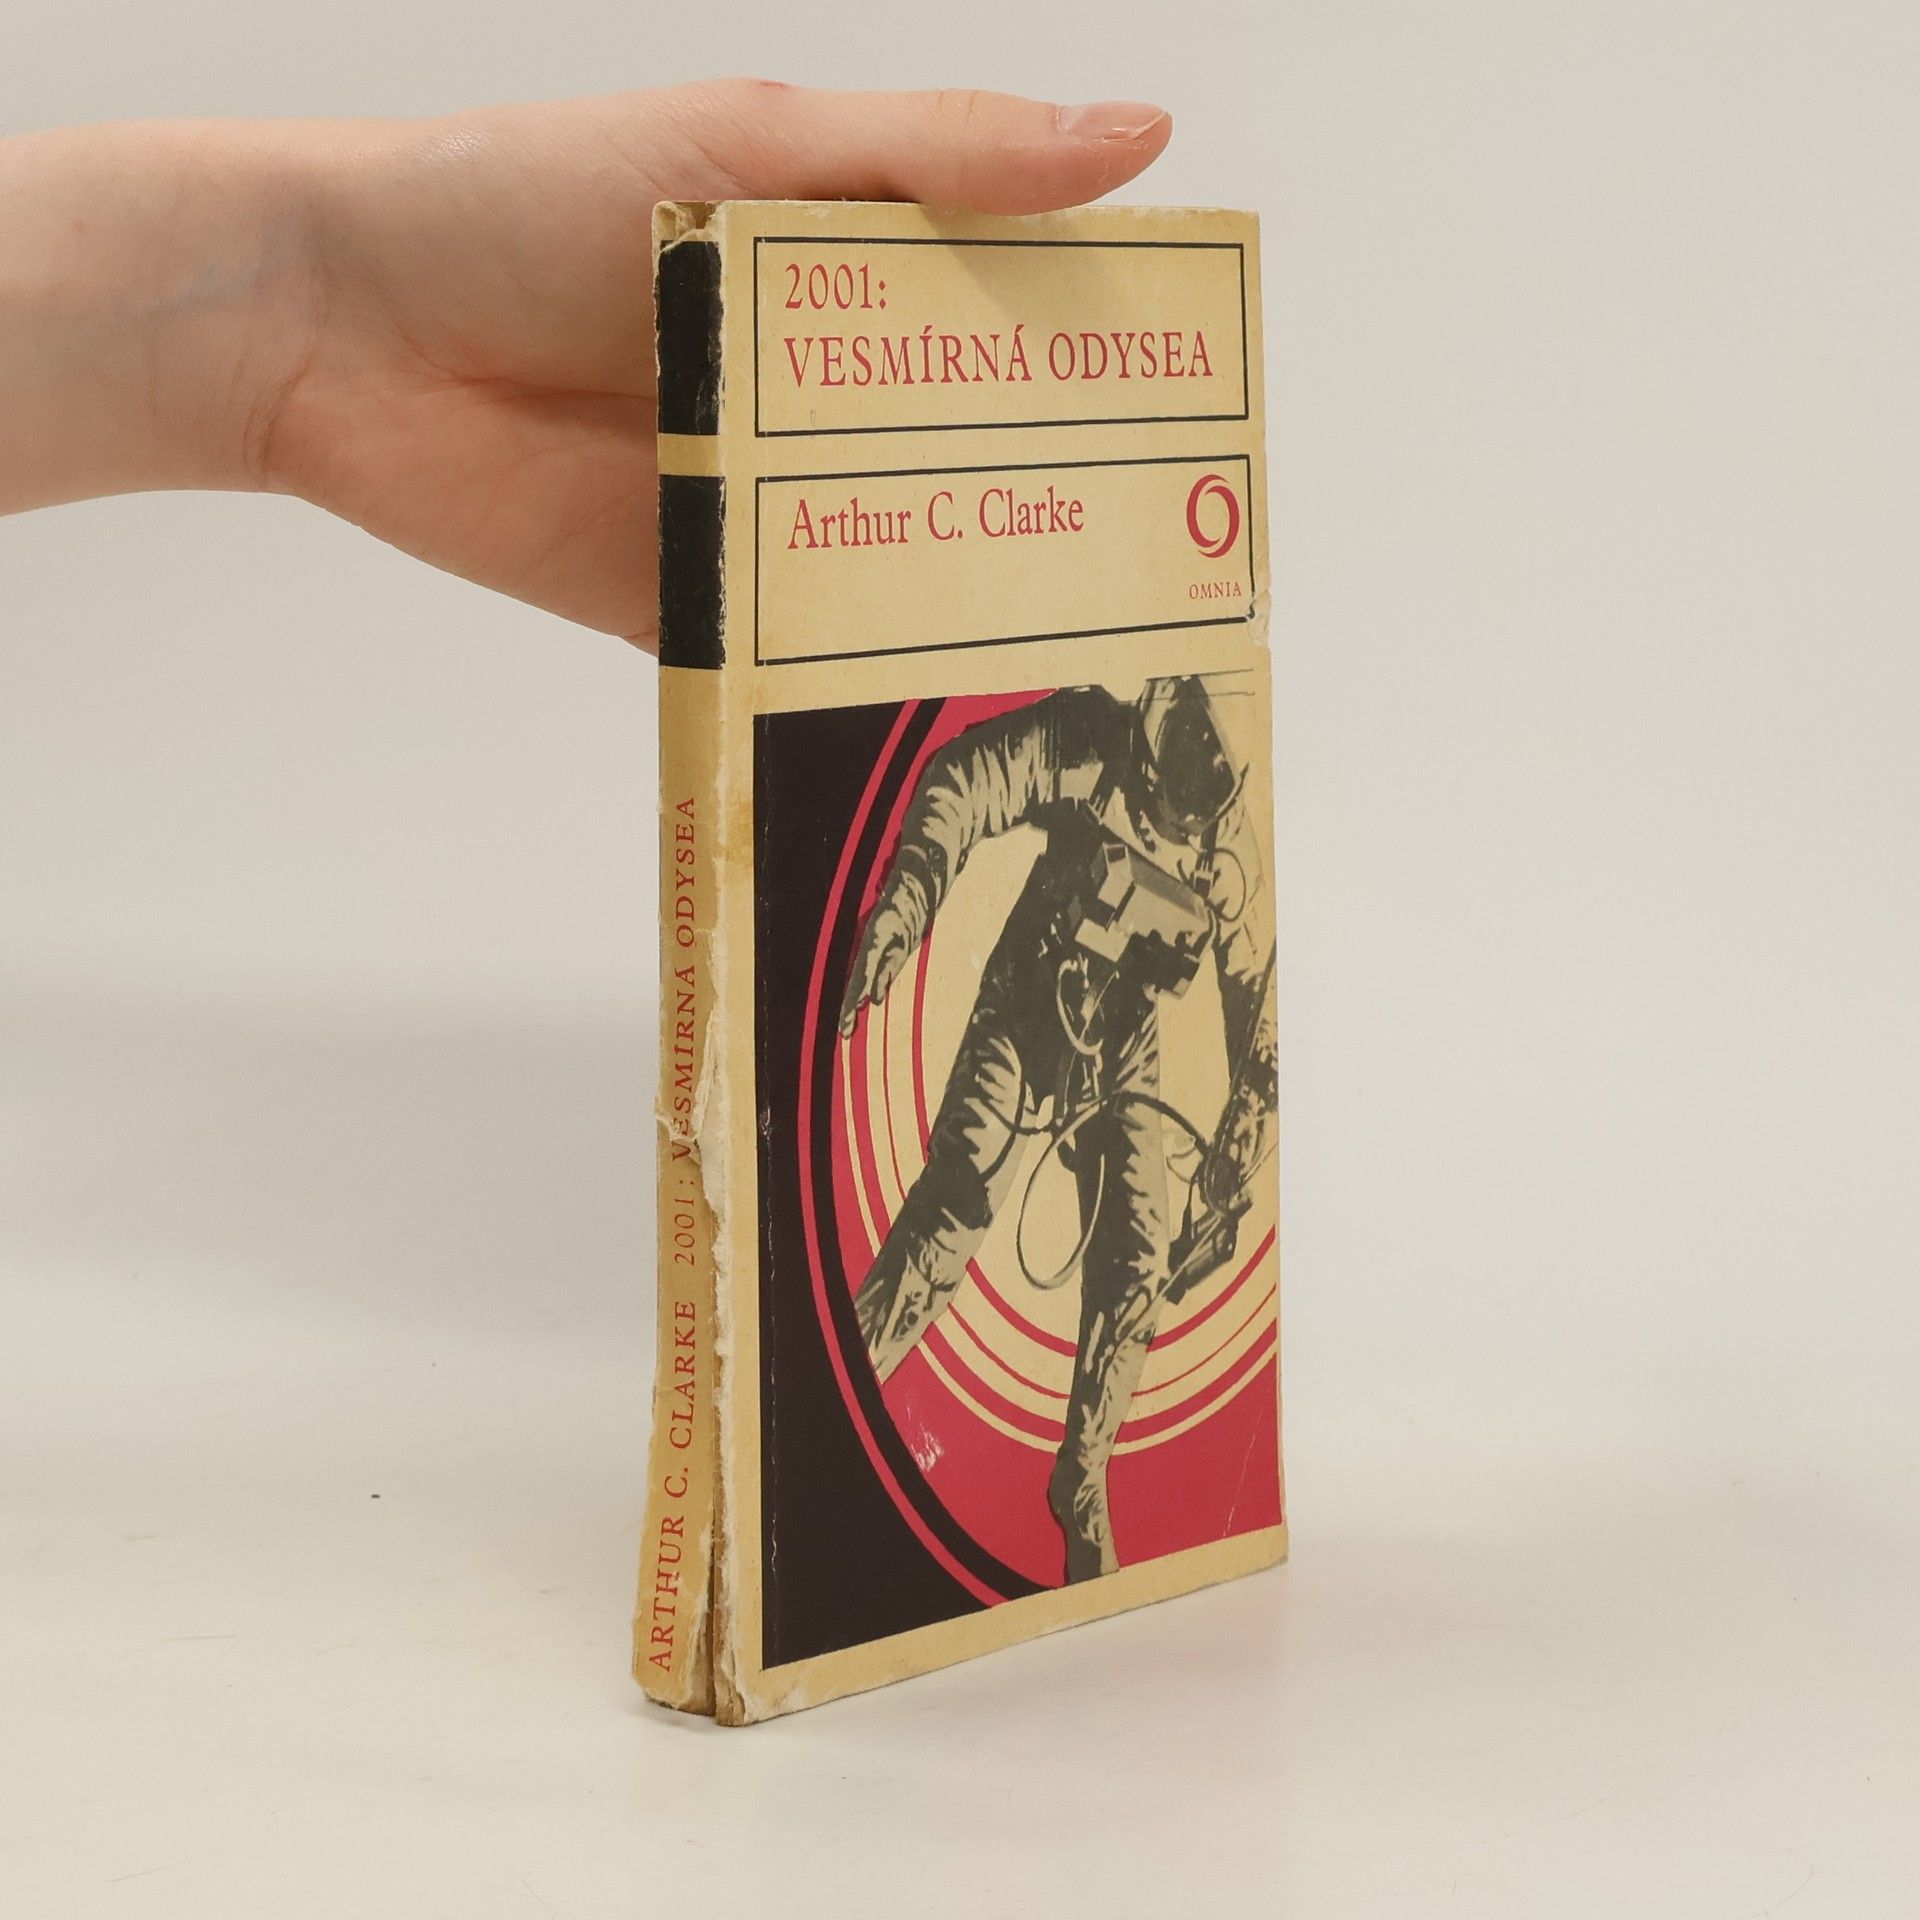 2001:
VESMÍRNÁ ODYSEA
Arthur C. Clarke
OMNIA
ARTHUR C. CLARKE 2001: VESMÍRNÁ ODYSEA